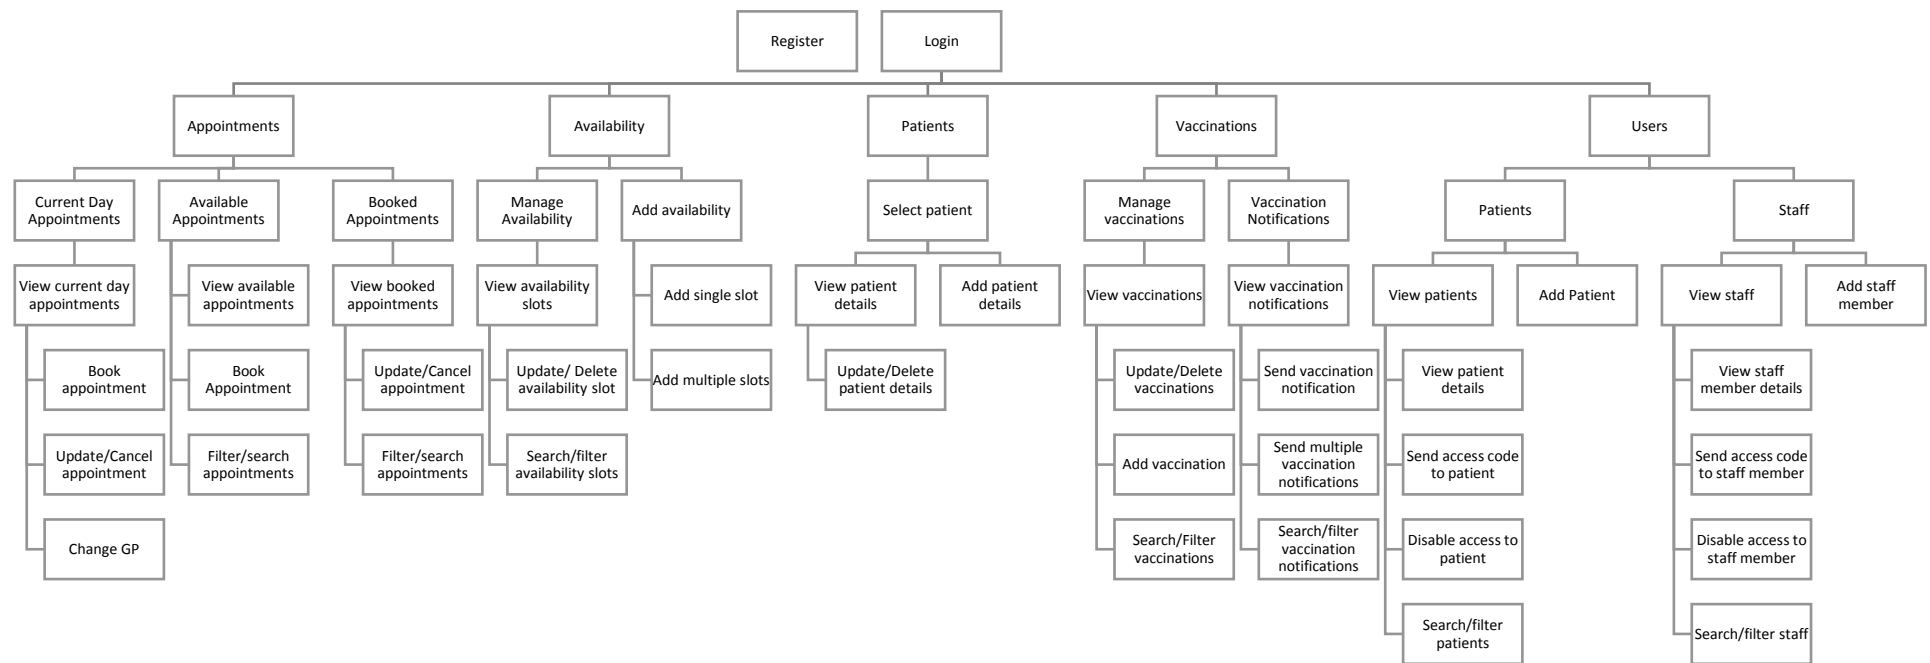 Register
Login
Appointments
Availability
Patients
Vaccinations
Users
Current Day
Appointments
Available
Appointments
Booked
Appointments
Manage
Availability
Add availability
Select patient
Manage
vaccinations
Vaccination
Notifications
Patients
Staff
View current day
appointments
View available
appointments
View booked
appointments
View availability
slots
Add single slot
View patient
details
Add patient
details
View vaccinations
View vaccination
notifications
View patients
Add Patient
View staff
Add staff
member
Book
appointment
Book
Appointment
Update/Cancel
appointment
Update/ Delete
availability slot
Add multiple slots
Update/Delete
patient details
Update/Delete
vaccinations
Send vaccination
notification
View patient
details
View staff
member details
Update/Cancel
appointment
Filter/search
appointments
Filter/search
appointments
Search/filter
availability slots
Add vaccination
Send multiple
vaccination
notifications
Send access code
to patient
Send access code
to staff member
Change GP
Search/Filter
vaccinations
Search/filter
vaccination
notifications
Disable access to
patient
Disable access to
staff member
Search/filter
patients
Search/filter staff